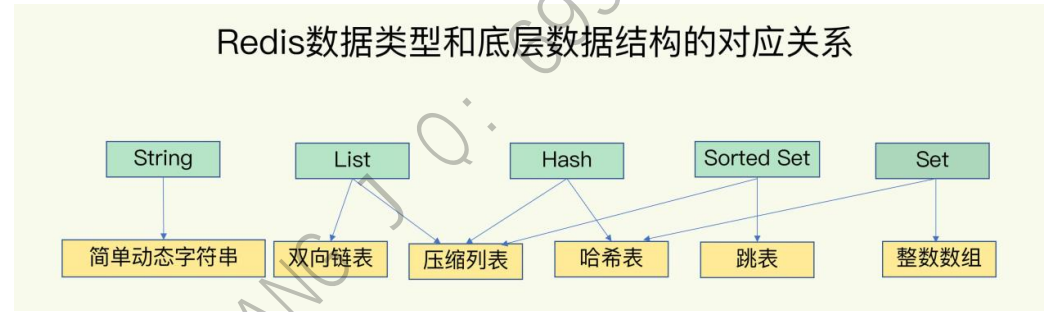 Redis数据类型和底层数据结构的对应关系
String List Hash Sorted Set Set
简单动态字符串 双向链表 压缩列表 哈希表 跳表 整数数组